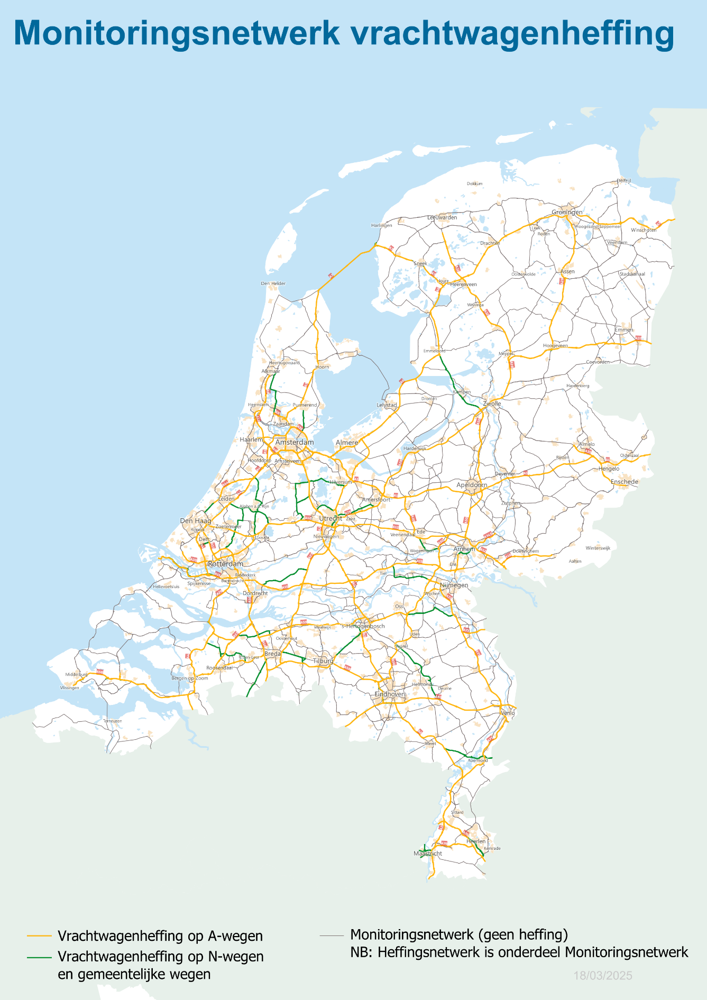 Monitoringsnetwerk vrachtwagenheffing
Dokkum
Delfzijl
Groningen
Leeuwarden
Harlingen
Hoogezand-Sappemeer
Leek
Roden
Winschoten
Drachten
Veendam
Sneek
Assen
Oosterwolde
Stadskanaal
Joure
Heerenveen
Den Helder
Wolvega
Emmen
Hoogeveen
Emmeloord
Meppel
Coevorden
Heerhugowaard
Hoorn
Alkmaar
Hardenberg
Kampen
Dronten
Zwolle
Lelystad
Heemskerk
Purmerend
Zaandam
Haarlem
Amsterdam
Almere
Almelo
Harderwijk
Rijssen
Oldenzaal
Hoofddorp
Amstelveen
Hengelo
Deventer
Enschede
Hilversum
Apeldoorn
Leiden
Amersfoort
Alphen a.d. Rijn
Zutphen
Den Haag
Utrecht
Zeist
Zoetermeer
Rijswijk
Ede
Veenendaal
Nieuwegein
Gouda
Delft
Wageningen
Arnhem
Doetinchem
Winterswijk
Aalten
Rotterdam
Elst
Tiel
Ridderkerk
Barendrecht
Spijkenisse
Hellevoetsluis
Nijmegen
Dordrecht
Wijchen
Oss
's-Hertogenbosch
Waalwijk
Uden
Oosterhout
Veghel
Breda
Etten-Leur
Tilburg
Roosendaal
Middelburg
Bergen op Zoom
Helmond
Vlissingen
Deurne
Eindhoven
Venlo
Terneuzen
Weert
Roermond
Sittard
Heerlen
Kerkrade
Maastricht
Vrachtwagenheffing op A-wegen
Vrachtwagenheffing op N-wegen
en gemeentelijke wegen
Monitoringsnetwerk (geen heffing)
NB: Heffingsnetwerk is onderdeel Monitoringsnetwerk
18/03/2025